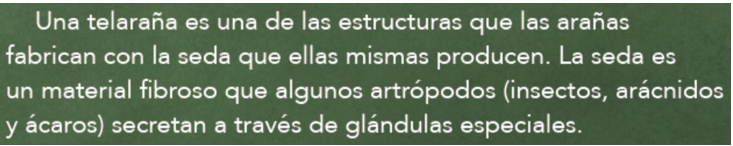 Una telaraña es una de las estructuras que las arañas
fabrican con la seda que ellas mismas producen. La seda es
un material fibroso que algunos artrópodos (insectos, arácnidos
y ácaros) secretan a través de glándulas especiales.